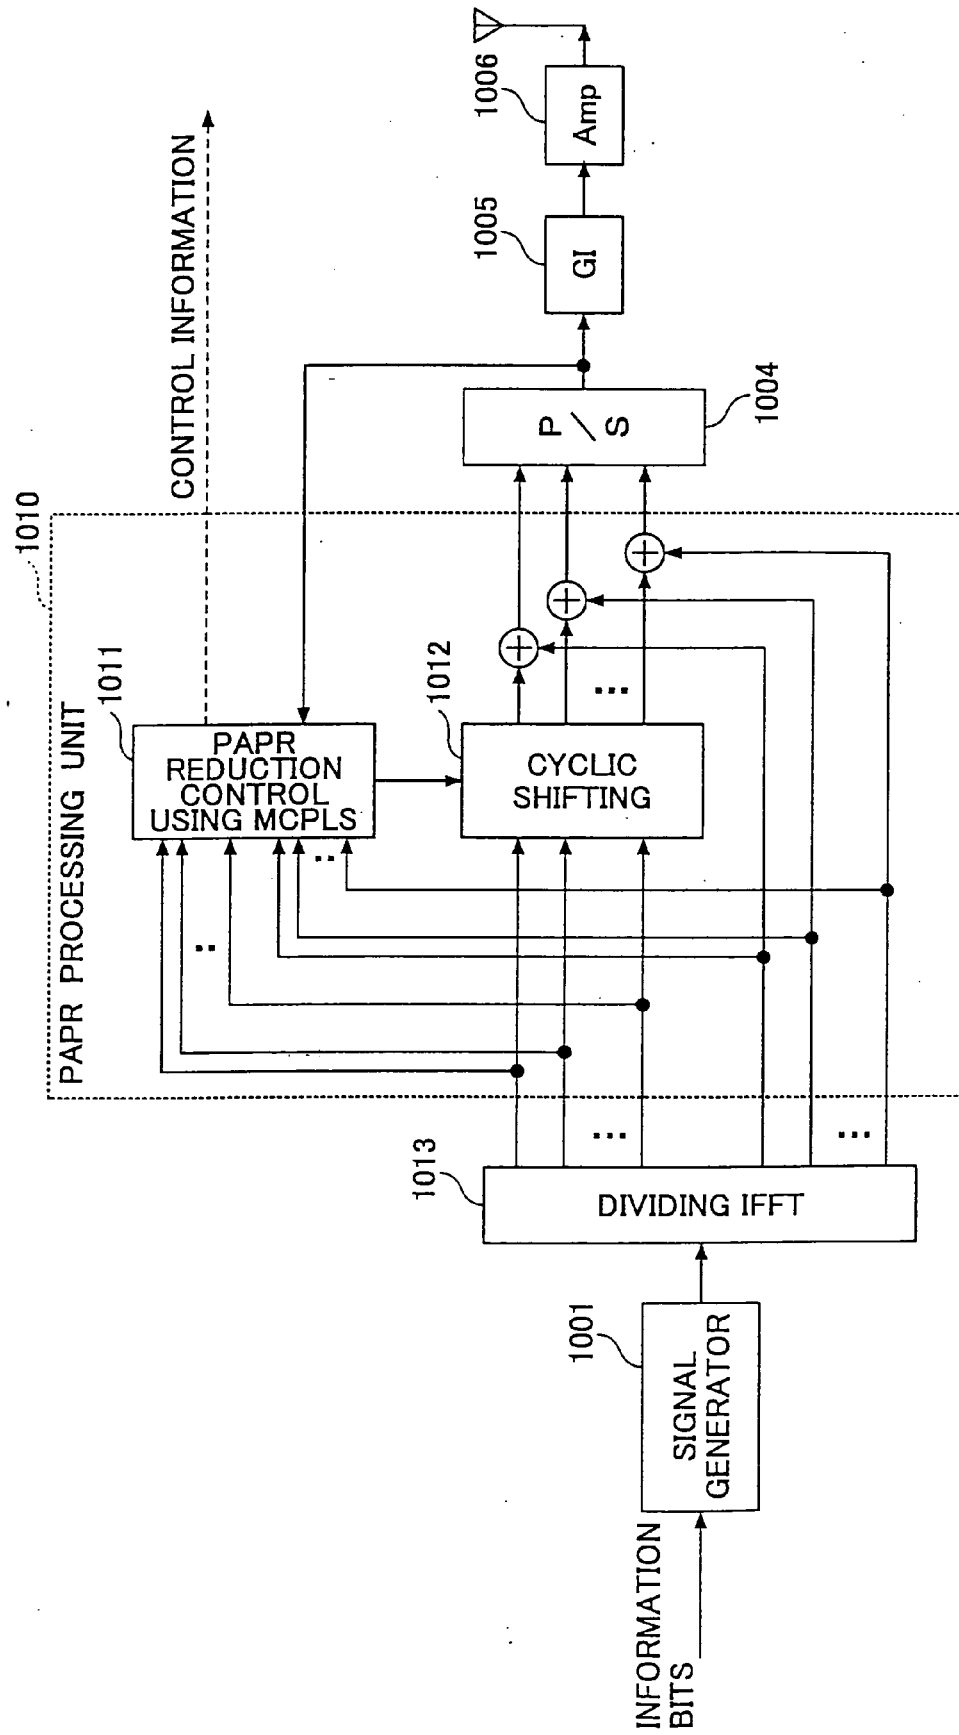 INFORMATION
BITS
1001
SIGNAL
GENERATOR
1013
DIVIDING IFFT
1010
PAPR PROCESSING UNIT
1011
PAPR
REDUCTION
CONTROL
USING MCPLS
1012
CYCLIC
SHIFTING
CONTROL INFORMATION
P/S
1004
1005
GI
1006
Amp